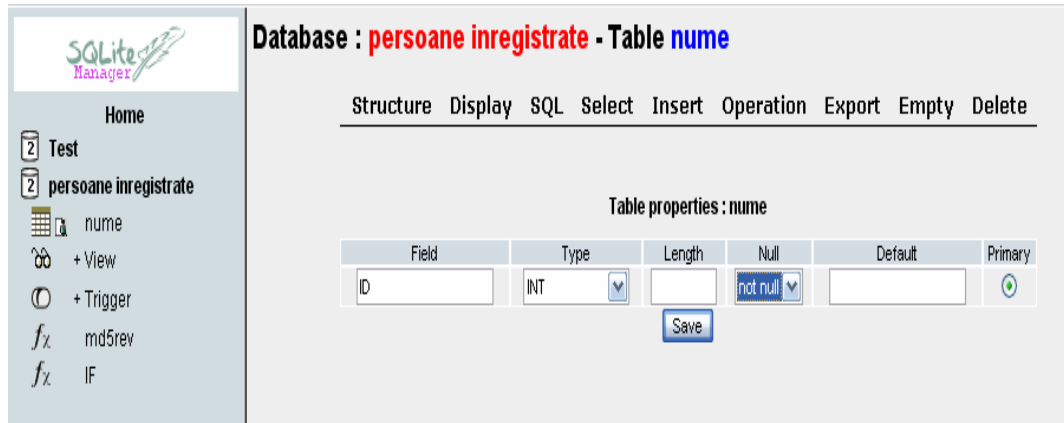 SQLite
Manager
Home
2 Test
2 persoane inregistrate
nume
+ View
+ Trigger
fx md5rev
fx IF
Database : persoane inregistrate - Table nume
Structure Display SQL Select Insert Operation Export Empty Delete
Table properties : nume
Field Type Length Null Default Primary
ID INT not null
Save